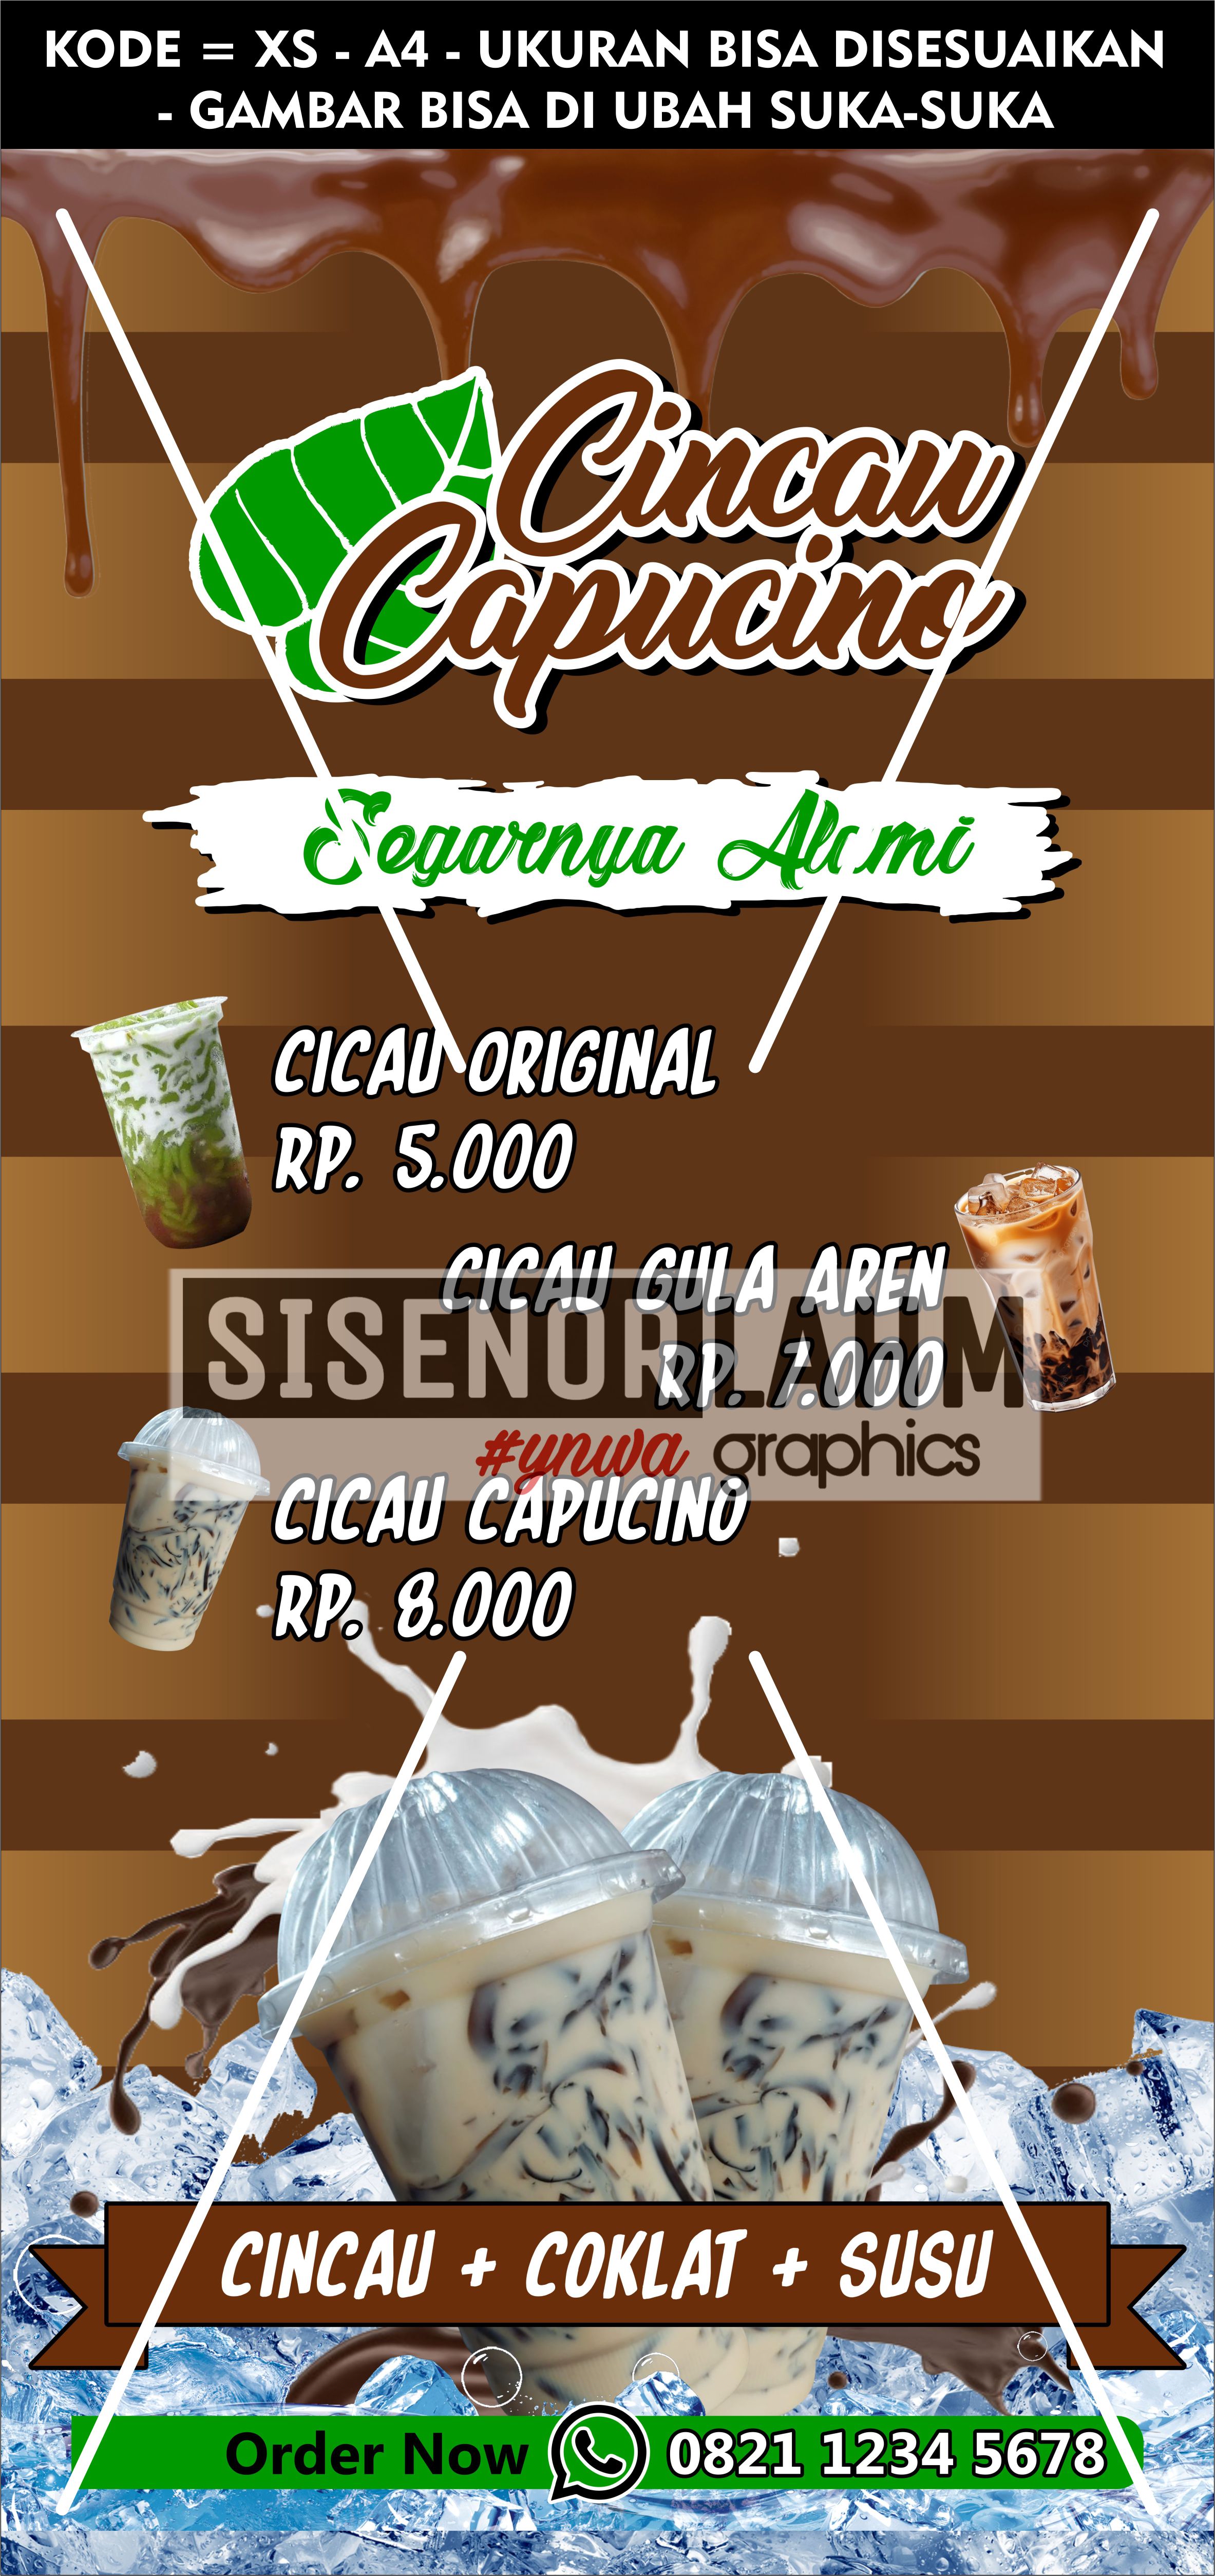 KODE = XS - A4 - UKURAN BISA DISESUAIKAN
- GAMBAR BISA DI UBAH SUKA-SUKA
Cincau
Capucino
Segarnya Alami
CICAU ORIGINAL
RP. 5.000
CICAU GULA AREN
RP. 7.000
SISENORLAHM
#ynwa graphics
CICAU CAPUCINO
RP. 8.000
CINCAU + COKLAT + SUSU
Order Now 0821 1234 5678